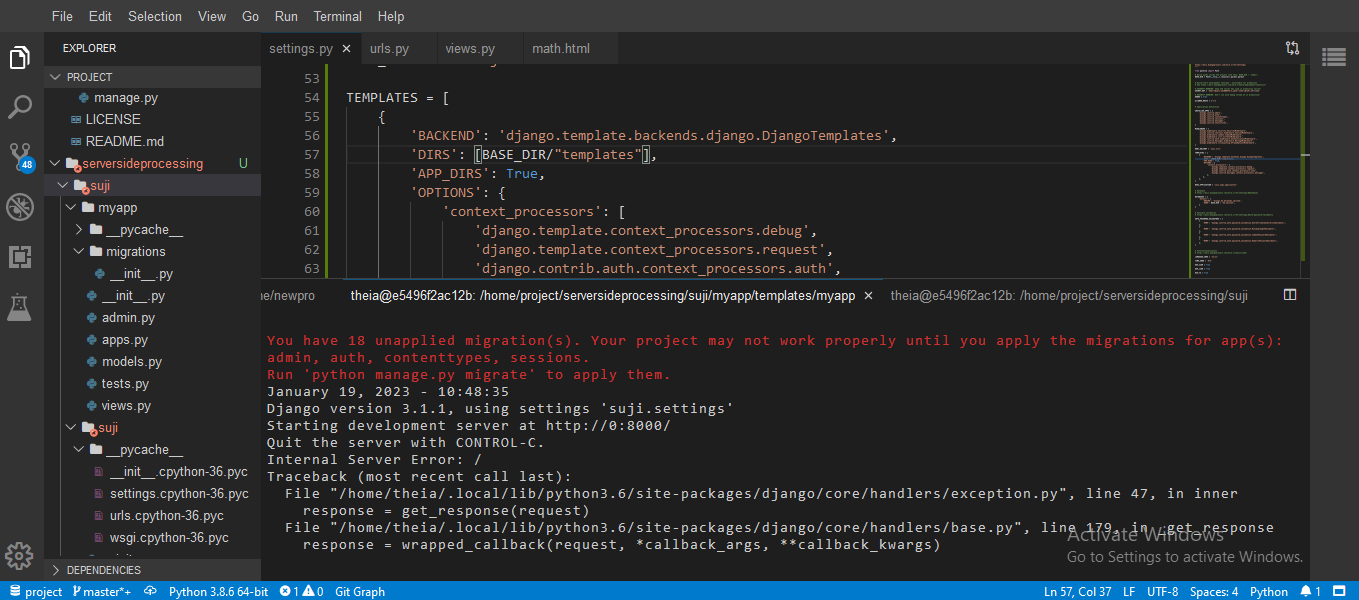 File Edit Selection View Go Run Terminal Help
EXPLORER
settings.py × urls.py views.py math.html
PROJECT
manage.py
LICENSE
README.md
serversideprocessing U
suji
myapp
__pycache__
migrations
__init__.py
__init__.py
admin.py
apps.py
models.py
tests.py
views.py
suji
__pycache__
__init__.cpython-36.pyc
settings.cpython-36.pyc
urls.cpython-36.pyc
wsgi.cpython-36.pyc
DEPENDENCIES
48
53
54 TEMPLATES = [
55 {
56 'BACKEND': 'django.template.backends.django.DjangoTemplates',
57 'DIRS': [BASE_DIR/"templates"],
58 'APP_DIRS': True,
59 'OPTIONS': {
60 'context_processors': [
61 'django.template.context_processors.debug',
62 'django.template.context_processors.request',
63 'django.contrib.auth.context_processors.auth',
ne/newpro theia@e5496f2ac12b: /home/project/serversideprocessing/suji/myapp/templates/myapp × theia@e5496f2ac12b: /home/project/serversideprocessing/suji
You have 18 unapplied migration(s). Your project may not work properly until you apply the migrations for app(s):
admin, auth, contenttypes, sessions.
Run 'python manage.py migrate' to apply them.
January 19, 2023 - 10:48:35
Django version 3.1.1, using settings 'suji.settings'
Starting development server at http://0:8000/
Quit the server with CONTROL-C.
Internal Server Error: /
Traceback (most recent call last):
File "/home/theia/.local/lib/python3.6/site-packages/django/core/handlers/exception.py", line 47, in inner
response = get_response(request)
File "/home/theia/.local/lib/python3.6/site-packages/django/core/handlers/base.py", line 179, in _get_response
response = wrapped_callback(request, *callback_args, **callback_kwargs)
Activate Windows
Go to Settings to activate Windows.
project master*+ Python 3.8.6 64-bit 1 0 Git Graph Ln 57, Col 37 LF UTF-8 Spaces: 4 Python 1